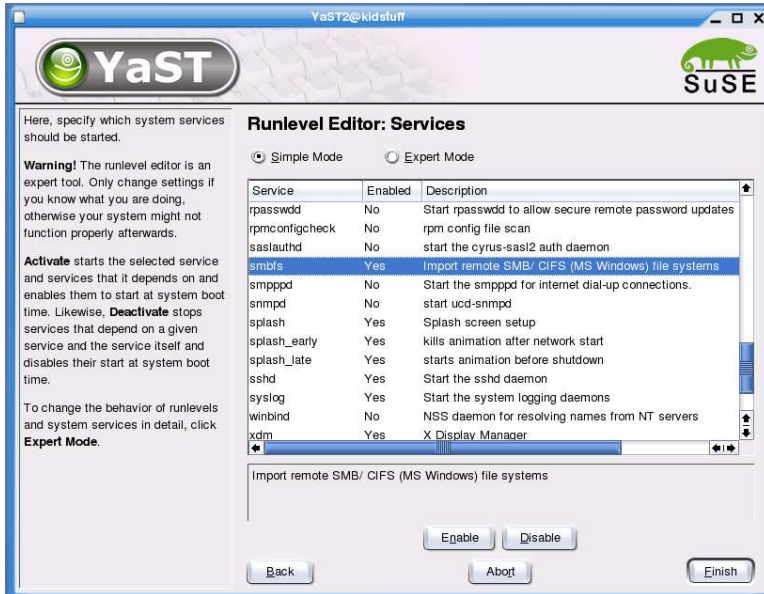 YaST2@kidstuff
YaST
SuSE
Here, specify which system services
should be started.
Warning! The runlevel editor is an
expert tool. Only change settings if
you know what you are doing,
otherwise your system might not
function properly afterwards.
Activate starts the selected service
and services that it depends on and
enables them to start at system boot
time. Likewise, Deactivate stops
services that depend on a given
service and the service itself and
disables their start at system boot
time.
To change the behavior of runlevels
and system services in detail, click
Expert Mode.
Runlevel Editor: Services
Simple Mode Expert Mode
Service Enabled Description
rpasswdd No Start rpasswdd to allow secure remote password updates
rpmconfigcheck No rpm config file scan
saslauthd No start the cyrus-sasl2 auth daemon
smbfs Yes Import remote SMB/ CIFS (MS Windows) file systems
smpppd No Start the smpppd for internet dial-up connections.
snmpd No start ucd-snmpd
splash Yes Splash screen setup
splash_early Yes kills animation after network start
splash_late Yes starts animation before shutdown
sshd Yes Start the sshd daemon
syslog Yes Start the system logging daemons
winbind No NSS daemon for resolving names from NT servers
xdm Yes X Display Manager
Import remote SMB/ CIFS (MS Windows) file systems
Enable Disable
Back Abort Finish